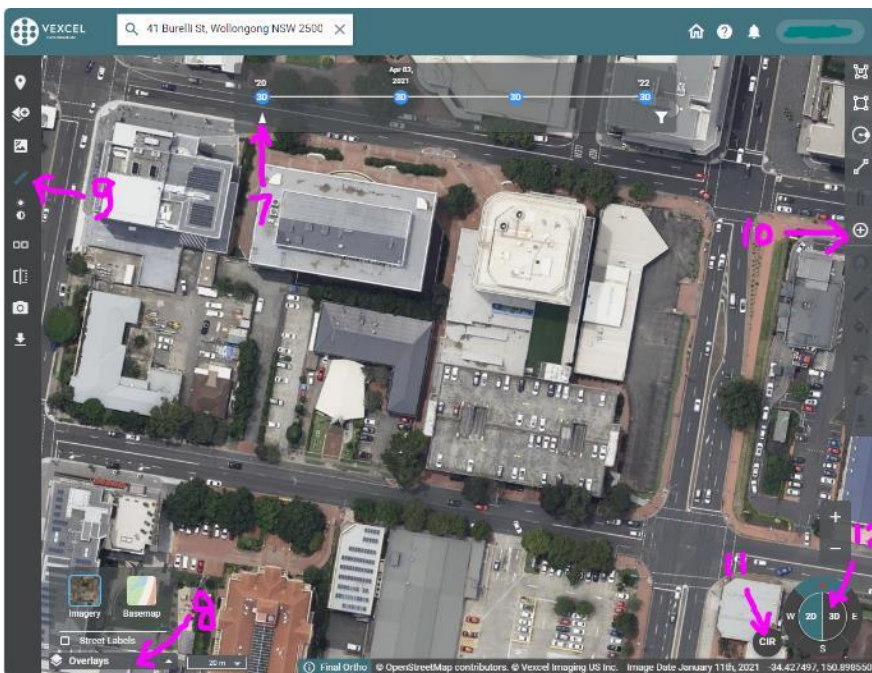 VEXCEL
41 Burelli St, Wollongong NSW 2500
'20
Apr 03,
2021
'22
3D
3D
3D
3D
7
9
10
Imagery
Basemap
8
Street Labels
Overlays
20 m
11
12
W
2D
3D
E
S
CIR
Final Ortho © OpenStreetMap contributors. © Vexcel Imaging US Inc. Image Date January 11th, 2021 -34.427497, 150.898550